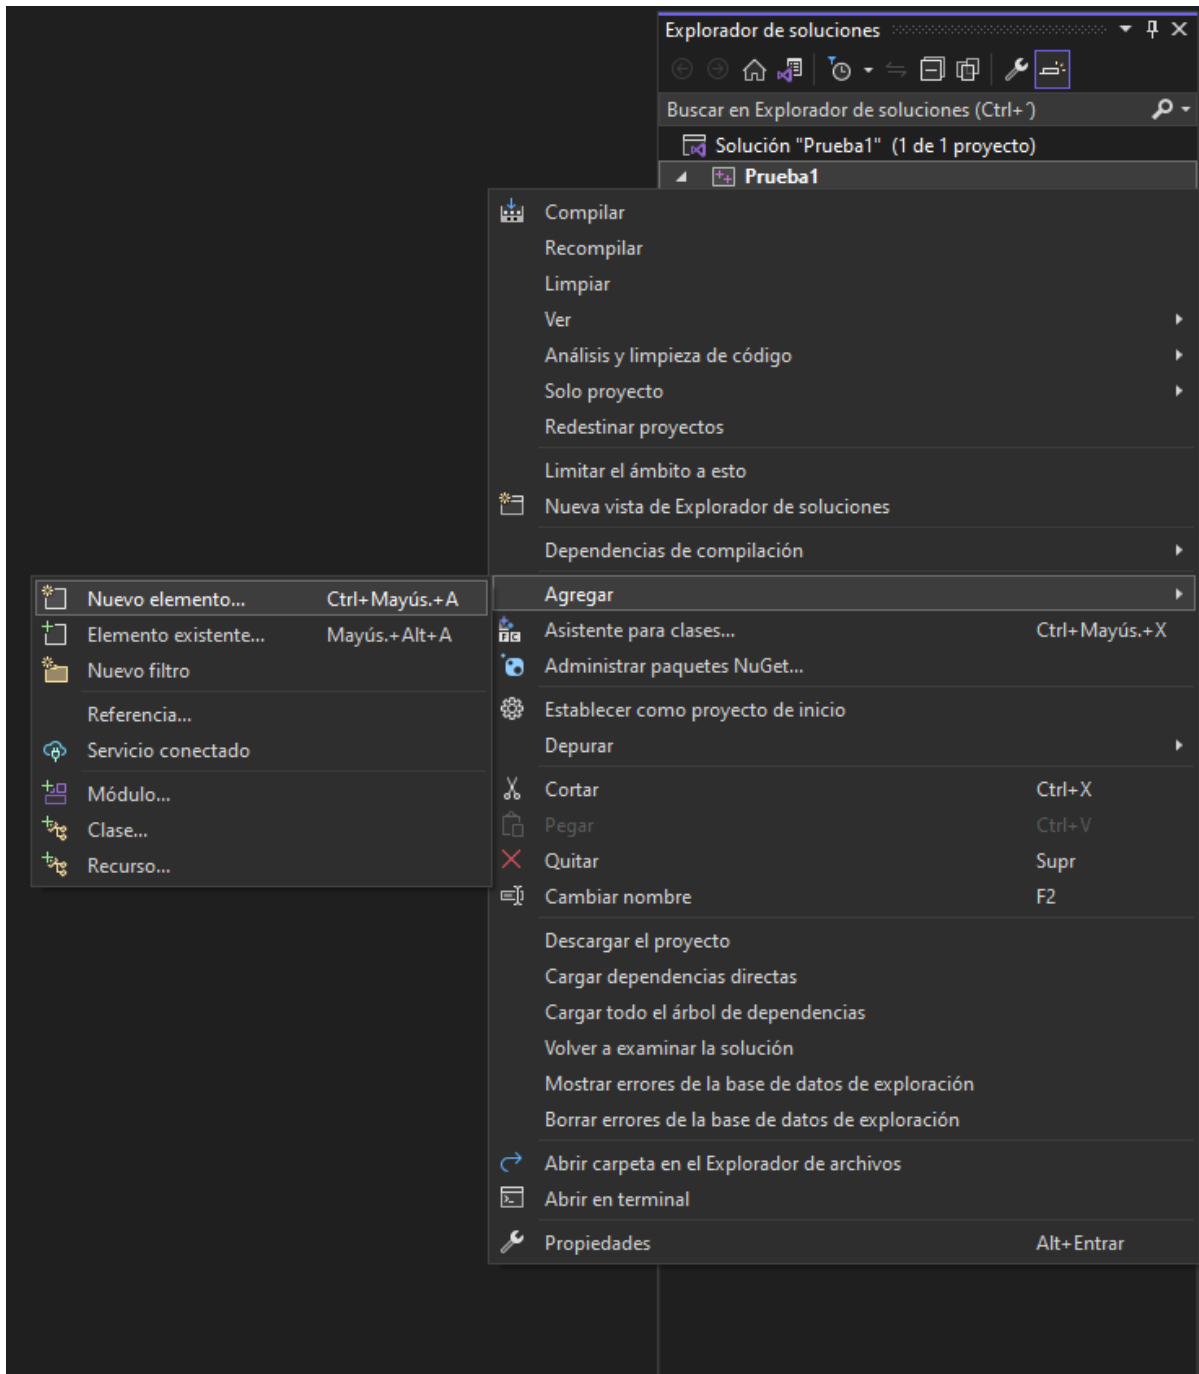 Explorador de soluciones
Buscar en Explorador de soluciones (Ctrl+´)
Solución "Prueba1" (1 de 1 proyecto)
Prueba1
Compilar
Recompilar
Limpiar
Ver
Análisis y limpieza de código
Solo proyecto
Redestinar proyectos
Limitar el ámbito a esto
Nueva vista de Explorador de soluciones
Dependencias de compilación
Agregar
Nuevo elemento... Ctrl+Mayús.+A
Elemento existente... Mayús.+Alt+A
Nuevo filtro
Referencia...
Servicio conectado
Módulo...
Clase...
Recurso...
Asistente para clases... Ctrl+Mayús.+X
Administrar paquetes NuGet...
Establecer como proyecto de inicio
Depurar
Cortar Ctrl+X
Pegar Ctrl+V
Quitar Supr
Cambiar nombre F2
Descargar el proyecto
Cargar dependencias directas
Cargar todo el árbol de dependencias
Volver a examinar la solución
Mostrar errores de la base de datos de exploración
Borrar errores de la base de datos de exploración
Abrir carpeta en el Explorador de archivos
Abrir en terminal
Propiedades Alt+Entrar